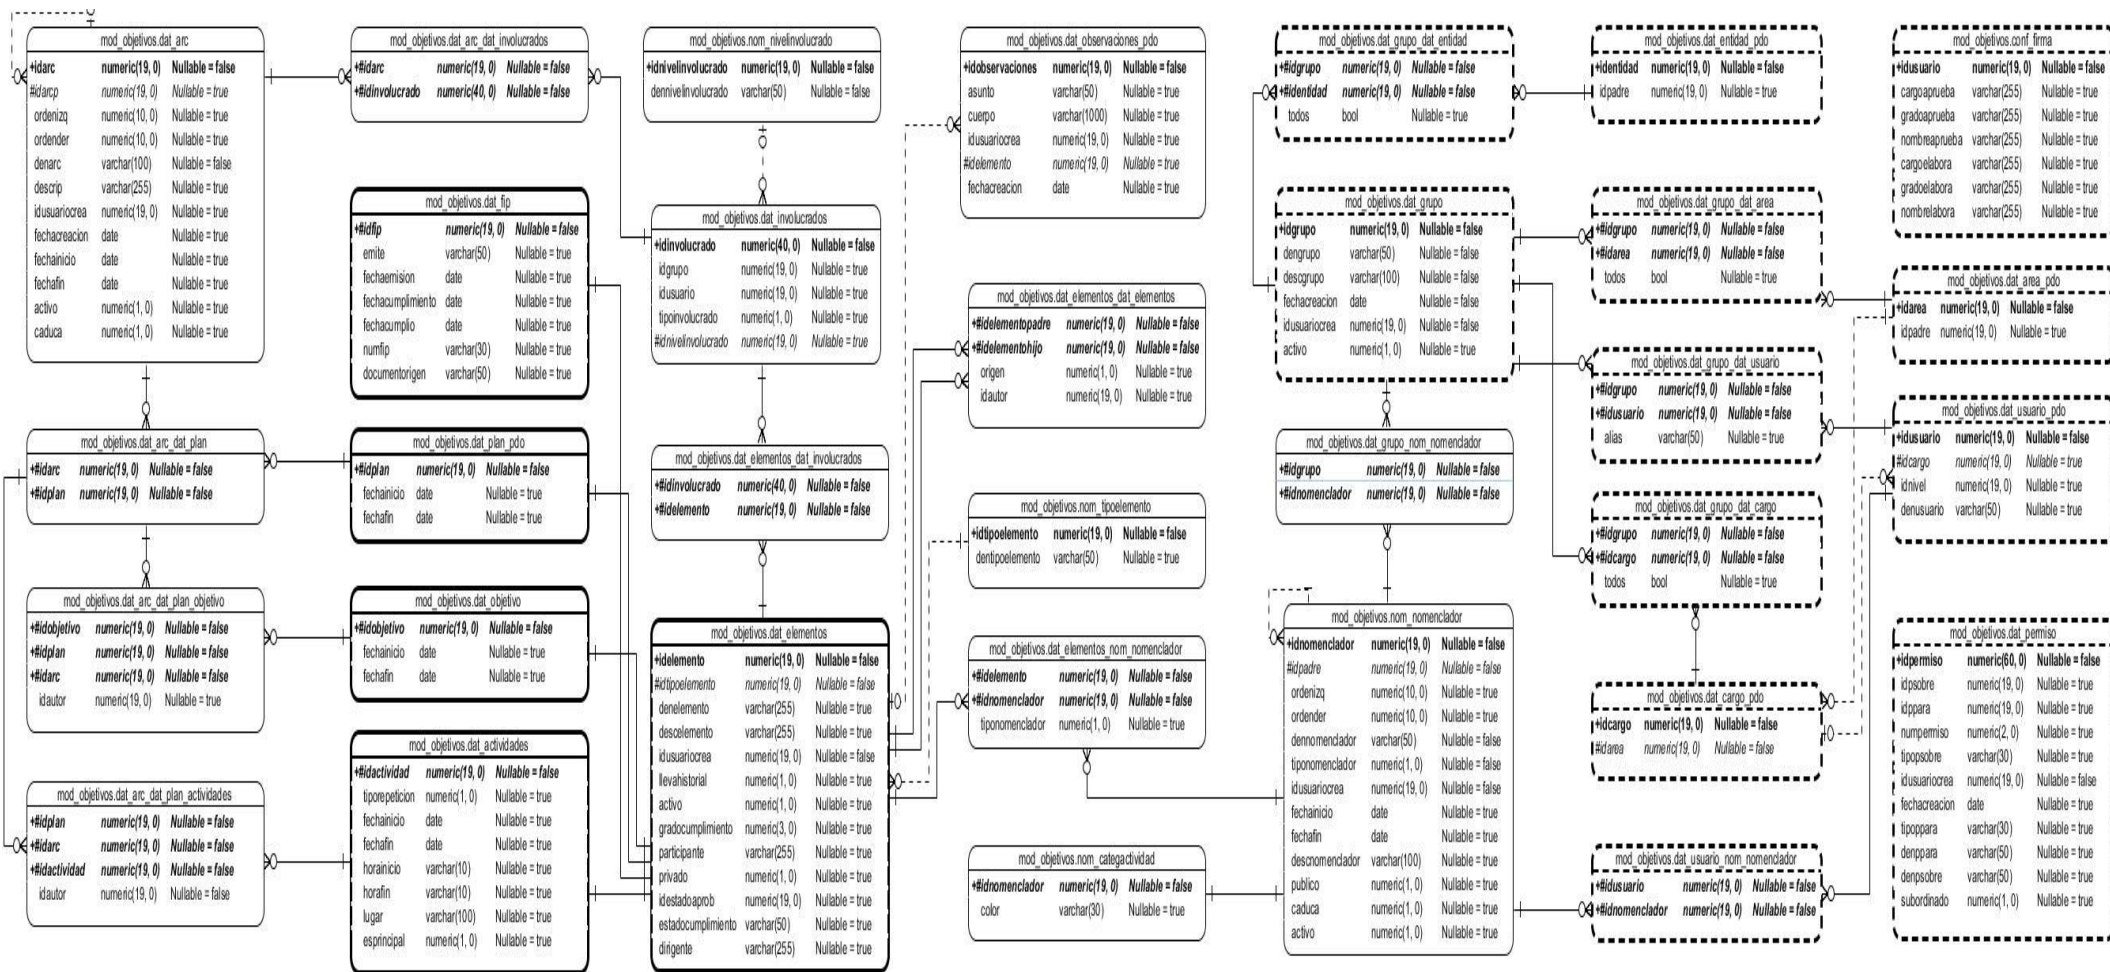 mod_objetivos.dat_arc
+idarc numeric(19, 0) Nullable = false
#idarcp numeric(19, 0) Nullable = true
ordenizq numeric(10, 0) Nullable = true
ordender numeric(10, 0) Nullable = true
denarc varchar(100) Nullable = false
descrip varchar(255) Nullable = true
idusuariocrea numeric(19, 0) Nullable = true
fechacreacion date Nullable = true
fechainicio date Nullable = true
fechafin date Nullable = true
activo numeric(1, 0) Nullable = true
caduca numeric(1, 0) Nullable = true
mod_objetivos.dat_arc_dat_plan
+#idarc numeric(19, 0) Nullable = false
+#idplan numeric(19, 0) Nullable = false
mod_objetivos.dat_arc_dat_plan_objetivo
+#idobjetivo numeric(19, 0) Nullable = false
+#idplan numeric(19, 0) Nullable = false
+#idarc numeric(19, 0) Nullable = false
idautor numeric(19, 0) Nullable = true
mod_objetivos.dat_arc_dat_plan_actividades
+#idplan numeric(19, 0) Nullable = false
+#idarc numeric(19, 0) Nullable = false
+#idactividad numeric(19, 0) Nullable = false
idautor numeric(19, 0) Nullable = false
mod_objetivos.dat_arc_dat_involucrados
+#idarc numeric(19, 0) Nullable = false
+#idinvolucrado numeric(40, 0) Nullable = false
mod_objetivos.dat_fip
+#idfip numeric(19, 0) Nullable = false
emite varchar(50) Nullable = true
fechaemision date Nullable = true
fechacumplimiento date Nullable = true
fechacumplio date Nullable = true
numfip varchar(30) Nullable = true
documentorigen varchar(50) Nullable = true
mod_objetivos.dat_plan_pdo
+#idplan numeric(19, 0) Nullable = false
fechainicio date Nullable = true
fechafin date Nullable = true
mod_objetivos.dat_objetivo
+#idobjetivo numeric(19, 0) Nullable = false
fechainicio date Nullable = true
fechafin date Nullable = true
mod_objetivos.dat_actividades
+#idactividad numeric(19, 0) Nullable = false
tiporepeticion numeric(1, 0) Nullable = true
fechainicio date Nullable = true
fechafin date Nullable = true
horainicio varchar(10) Nullable = true
horafin varchar(10) Nullable = true
lugar varchar(100) Nullable = true
esprincipal numeric(1, 0) Nullable = true
mod_objetivos.nom_nivelinvolucrado
+idnivelinvolucrado numeric(19, 0) Nullable = false
dennivelinvolucrado varchar(50) Nullable = false
mod_objetivos.dat_involucrados
+idinvolucrado numeric(40, 0) Nullable = false
idgrupo numeric(19, 0) Nullable = true
idusuario numeric(19, 0) Nullable = true
tipoinvolucrado numeric(1, 0) Nullable = true
#idnivelinvolucrado numeric(19, 0) Nullable = true
mod_objetivos.dat_elementos_dat_involucrados
+#idinvolucrado numeric(40, 0) Nullable = false
+#idelemento numeric(19, 0) Nullable = false
mod_objetivos.dat_elementos
+idelemento numeric(19, 0) Nullable = false
#idtipoelemento numeric(19, 0) Nullable = false
denelemento varchar(255) Nullable = true
descelemento varchar(255) Nullable = true
idusuariocrea numeric(19, 0) Nullable = false
llevahistorial numeric(1, 0) Nullable = true
activo numeric(1, 0) Nullable = true
gradocumplimiento numeric(3, 0) Nullable = true
participante varchar(255) Nullable = true
privado numeric(1, 0) Nullable = true
idestadoaprob numeric(19, 0) Nullable = true
estadocumplimiento varchar(50) Nullable = true
dirigente varchar(255) Nullable = true
mod_objetivos.dat_observaciones_pdo
+idobservaciones numeric(19, 0) Nullable = false
asunto varchar(50) Nullable = true
cuerpo varchar(1000) Nullable = true
idusuariocrea numeric(19, 0) Nullable = true
#idelemento numeric(19, 0) Nullable = true
fechacreacion date Nullable = true
mod_objetivos.dat_elementos_dat_elementos
+#idelementopadre numeric(19, 0) Nullable = false
+#idelementohijo numeric(19, 0) Nullable = false
origen numeric(1, 0) Nullable = true
idautor numeric(19, 0) Nullable = true
mod_objetivos.nom_tipoelemento
+idtipoelemento numeric(19, 0) Nullable = false
dentipoelemento varchar(50) Nullable = true
mod_objetivos.dat_elementos_nom_nomenclador
+#idelemento numeric(19, 0) Nullable = false
+#idnomenclador numeric(19, 0) Nullable = false
tiponomenclador numeric(1, 0) Nullable = true
mod_objetivos.nom_categactividad
+#idnomenclador numeric(19, 0) Nullable = false
color varchar(30) Nullable = true
mod_objetivos.dat_grupo_dat_entidad
+#idgrupo numeric(19, 0) Nullable = false
+#identidad numeric(19, 0) Nullable = false
todos bool Nullable = true
mod_objetivos.dat_grupo
+idgrupo numeric(19, 0) Nullable = false
dengrupo varchar(50) Nullable = false
descgrupo varchar(100) Nullable = false
fechacreacion date Nullable = false
idusuariocrea numeric(19, 0) Nullable = false
activo numeric(1, 0) Nullable = true
mod_objetivos.dat_grupo_nom_nomenclador
+#idgrupo numeric(19, 0) Nullable = false
+#idnomenclador numeric(19, 0) Nullable = false
mod_objetivos.nom_nomenclador
+idnomenclador numeric(19, 0) Nullable = false
#idpadre numeric(19, 0) Nullable = false
ordenizq numeric(10, 0) Nullable = true
ordender numeric(10, 0) Nullable = true
dennomenclador varchar(50) Nullable = false
tiponomenclador numeric(1, 0) Nullable = false
idusuariocrea numeric(19, 0) Nullable = false
fechainicio date Nullable = true
fechafin date Nullable = true
descnomenclador varchar(100) Nullable = true
publico numeric(1, 0) Nullable = true
caduca numeric(1, 0) Nullable = true
activo numeric(1, 0) Nullable = true
mod_objetivos.dat_entidad_pdo
+identidad numeric(19, 0) Nullable = false
idpadre numeric(19, 0) Nullable = true
mod_objetivos.dat_grupo_dat_area
+#idgrupo numeric(19, 0) Nullable = false
+#idarea numeric(19, 0) Nullable = false
todos bool Nullable = true
mod_objetivos.dat_grupo_dat_usuario
+#idgrupo numeric(19, 0) Nullable = false
+#idusuario numeric(19, 0) Nullable = false
alias varchar(50) Nullable = true
mod_objetivos.dat_grupo_dat_cargo
+#idgrupo numeric(19, 0) Nullable = false
+#idcargo numeric(19, 0) Nullable = false
todos bool Nullable = true
mod_objetivos.dat_cargo_pdo
+idcargo numeric(19, 0) Nullable = false
#idarea numeric(19, 0) Nullable = false
mod_objetivos.dat_usuario_nom_nomenclador
+#idusuario numeric(19, 0) Nullable = false
+#idnomenclador numeric(19, 0) Nullable = false
mod_objetivos.conf_firma
+idusuario numeric(19, 0) Nullable = false
cargoaprueba varchar(255) Nullable = true
gradoaprueba varchar(255) Nullable = true
nombreaprueba varchar(255) Nullable = true
cargoelabora varchar(255) Nullable = true
gradoelabora varchar(255) Nullable = true
nombrelabora varchar(255) Nullable = true
mod_objetivos.dat_area_pdo
+idarea numeric(19, 0) Nullable = false
idpadre numeric(19, 0) Nullable = true
mod_objetivos.dat_usuario_pdo
+idusuario numeric(19, 0) Nullable = false
#idcargo numeric(19, 0) Nullable = true
idnivel numeric(19, 0) Nullable = true
denusuario varchar(50) Nullable = true
mod_objetivos.dat_permiso
+idpermiso numeric(60, 0) Nullable = false
idpsobre numeric(19, 0) Nullable = true
idppara numeric(19, 0) Nullable = true
numpermiso numeric(2, 0) Nullable = true
tipopsobre varchar(30) Nullable = true
idusuariocrea numeric(19, 0) Nullable = false
fechacreacion date Nullable = true
tipoppara varchar(30) Nullable = true
denppara varchar(50) Nullable = true
denpsobre varchar(50) Nullable = true
subordinado numeric(1, 0) Nullable = true